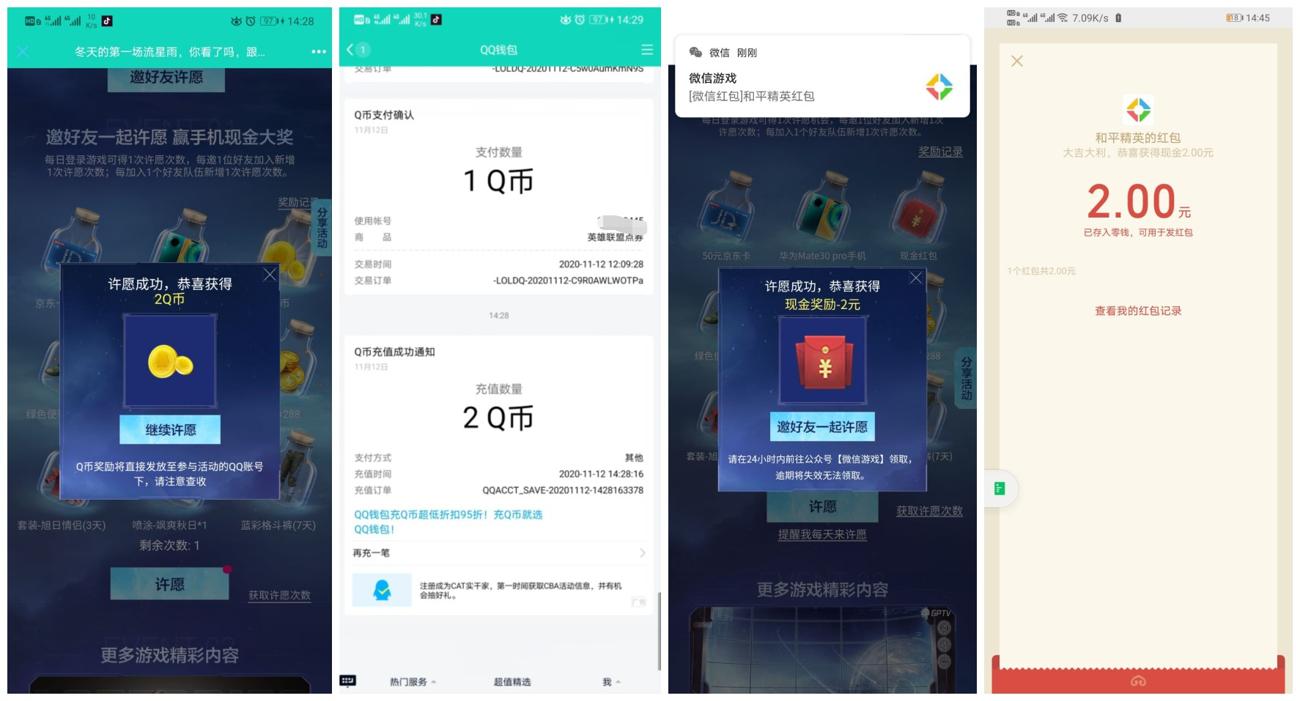 10
K/s
97
14:28
冬天的第一场流星雨，你看了吗，跟...
邀好友许愿
邀好友一起许愿 赢手机现金大奖
每日登录游戏可得1次许愿次数；每邀1位好友加入新增
1次许愿次数；每加入1个好友队伍新增1次许愿次数。
奖励记
分享活动
许愿成功，恭喜获得
2Q币
继续许愿
Q币奖励将直接发放至参与活动的QQ账号
下，请注意查收
套装-旭日情侣(3天)
喷涂-飒爽秋日*1
蓝彩格斗裤(7天)
剩余次数: 1
许愿
获取许愿次数
更多游戏精彩内容
30.1
K/s
97
14:29
1
QQ钱包
交易订单
-LOLDQ-20201112-C5w0AumKmN9S
Q币支付确认
11月12日
支付数量
1 Q币
使用帐号
商 品
英雄联盟点券
交易时间
2020-11-12 12:09:28
交易订单
-LOLDQ-20201112-C9R0AWLWOTPa
14:28
Q币充值成功通知
11月12日
充值数量
2 Q币
支付方式
其他
充值时间
2020-11-12 14:28:16
充值订单
QQACCT_SAVE-20201112-1428163378
QQ钱包充Q币超低折扣95折！充Q币就选
QQ钱包！
再充一笔
注册成为CAT实干家，第一时间获取CBA活动信息，并有机
会抽好礼。
广告
热门服务
超值精选
我
微信 刚刚
微信游戏
[微信红包]和平精英红包
每日登录游戏可得1次许愿机会，每邀1位好友加入新增1次
许愿次数；每加入1个好友队伍新增1次许愿次数。
奖励记录
50元京东卡
华为Mate30 pro手机
现金红包
许愿成功，恭喜获得
现金奖励-2元
邀好友一起许愿
请在24小时内前往公众号【微信游戏】领取，
逾期将失效无法领取。
分享活动
许愿
获取许愿次数
提醒我每天来许愿
更多游戏精彩内容
GPTV
7.09K/s
18
14:45
和平精英的红包
大吉大利，恭喜获得现金2.00元
2.00元
已存入零钱，可用于发红包
1个红包共2.00元
查看我的红包记录